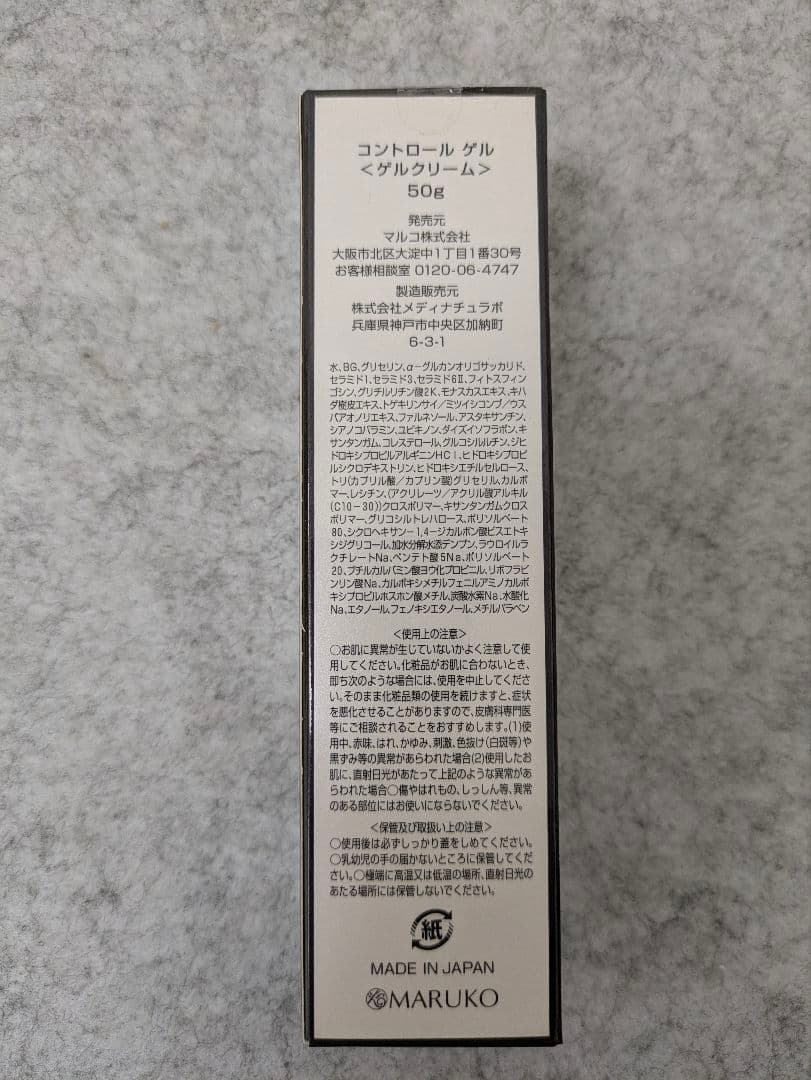 コントロール ゲル
＜ゲルクリーム＞
50g
発売元
マルコ株式会社
大阪市北区大淀中1丁目1番30号
お客様相談室 0120-06-4747
製造販売元
株式会社メディナチュラボ
兵庫県神戸市中央区加納町
6-3-1
水、BG、グリセリン、α-グルカンオリゴサッカリド、
セラミド1、セラミド3、セラミド6Ⅱ、フィトスフィン
ゴシン、グリチルリチン酸2K、モナスカスエキス、キハ
ダ樹皮エキス、トゲキリンサイ／ミツイシコンブ／ウス
バアオノリエキス、ファルネソール、アスタキサンチン、
シアノコバラミン、ユビキノン、ダイズイソフラボン、キ
サンタンガム、コレステロール、グルコシルルチン、ジヒ
ドロキシプロピルアルギニンHCl、ヒドロキシプロピ
ルシクロデキストリン、ヒドロキシエチルセルロース、
トリ（カプリル酸／カプリン酸）グリセリル、カルボ
マー、レシチン、（アクリレーツ／アクリル酸アルキル
（C10-30））クロスポリマー、キサンタンガムクロス
ポリマー、グリコシルトレハロース、ポリソルベート
80、シクロヘキサン-1,4-ジカルボン酸ビスエトキ
シジグリコール、加水分解水添デンプン、ラウロイルラ
クチレートNa、ペンテト酸5Na、ポリソルベート
20、ブチルカルバミン酸ヨウ化プロピニル、リボフラビ
ンリン酸Na、カルボキシメチルフェニルアミノカルボ
キシプロピルホスホン酸メチル、炭酸水素Na、水酸化
Na、エタノール、フェノキシエタノール、メチルパラベン
＜使用上の注意＞
○お肌に異常が生じていないかよく注意して使
用してください。化粧品がお肌に合わないとき、
即ち次のような場合には、使用を中止してくださ
い。そのまま化粧品類の使用を続けますと、症状
を悪化させることがありますので、皮膚科専門医
等にご相談されることをおすすめします。(1)使
用中、赤味、はれ、かゆみ、刺激、色抜け（白斑等）や
黒ずみ等の異常があらわれた場合(2)使用したお
肌に、直射日光があたって上記のような異常があ
らわれた場合○傷やはれもの、しっしん等、異常
のある部位にはお使いにならないでください。
＜保管及び取扱い上の注意＞
○使用後は必ずしっかり蓋をしめてください。
○乳幼児の手の届かないところに保管してくだ
さい。○極端に高温又は低温の場所、直射日光の
あたる場所には保管しないでください。
紙
MADE IN JAPAN
MARUKO